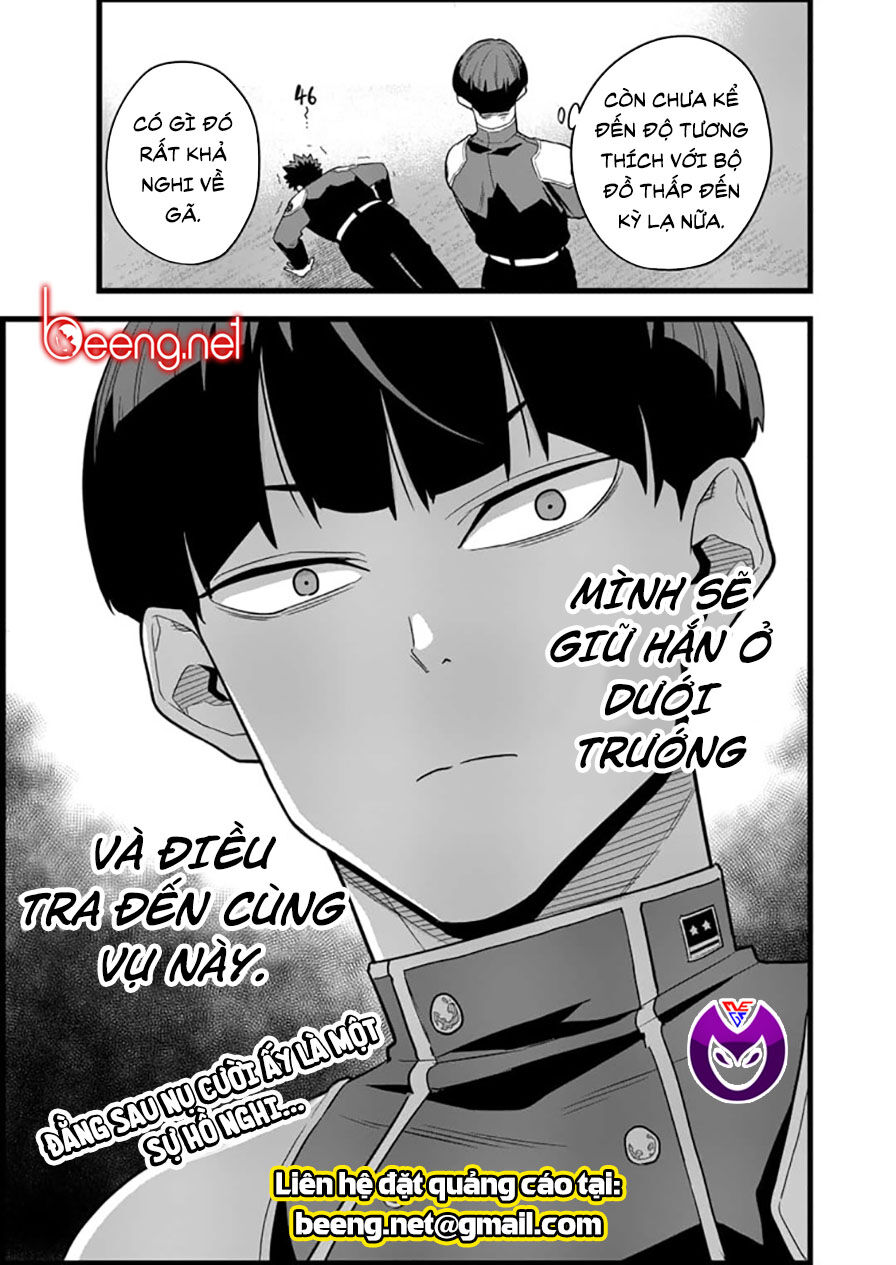 CÒN CHƯA KỂ
ĐẾN ĐỘ TƯƠNG
THÍCH VỚI BỘ
ĐỒ THẤP ĐẾN
KỲ LẠ NỮA.
46
CÓ GÌ ĐÓ
RẤT KHẢ
NGHI VỀ
GÃ.
beeng.net
MÌNH SẼ
GIỮ HẮN Ở
DƯỚI
TRƯỚNG
VÀ ĐIỀU
TRA ĐẾN CÙNG
VỤ NÀY.
ĐẰNG SAU NỤ CƯỜI ẤY LÀ MỘT
SỰ HỒ NGHI...
Liên hệ đặt quảng cáo tại:
beeng.net@gmail.com